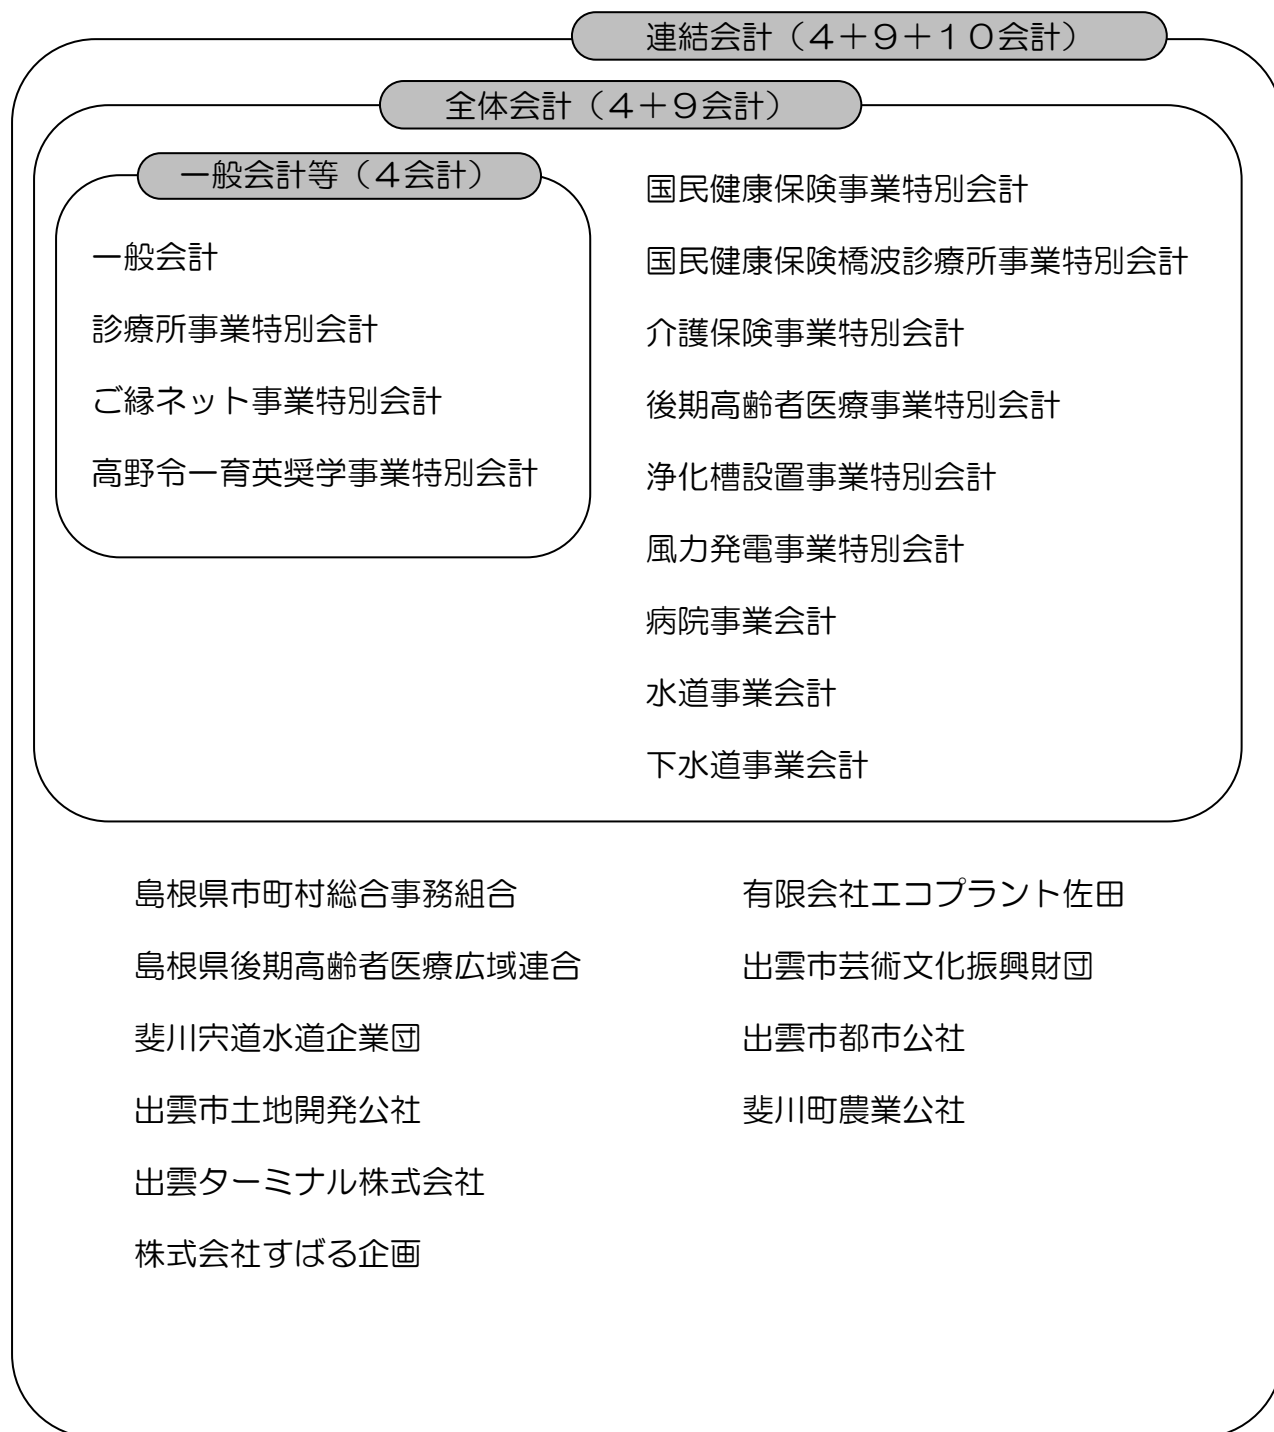 連結会計（４＋９＋１０会計）
全体会計（４＋９会計）
一般会計等（４会計）
一般会計
診療所事業特別会計
ご縁ネット事業特別会計
高野令一育英奨学事業特別会計
国民健康保険事業特別会計
国民健康保険橋波診療所事業特別会計
介護保険事業特別会計
後期高齢者医療事業特別会計
浄化槽設置事業特別会計
風力発電事業特別会計
病院事業会計
水道事業会計
下水道事業会計
島根県市町村総合事務組合
島根県後期高齢者医療広域連合
斐川宍道水道企業団
出雲市土地開発公社
出雲ターミナル株式会社
株式会社すばる企画
有限会社エコプラント佐田
出雲市芸術文化振興財団
出雲市都市公社
斐川町農業公社